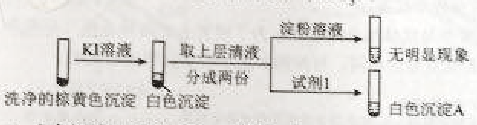 KI溶液
取上层清液
分成两份
淀粉溶液
无明显现象
洗净的棕黄色沉淀
白色沉淀
试剂1
白色沉淀A